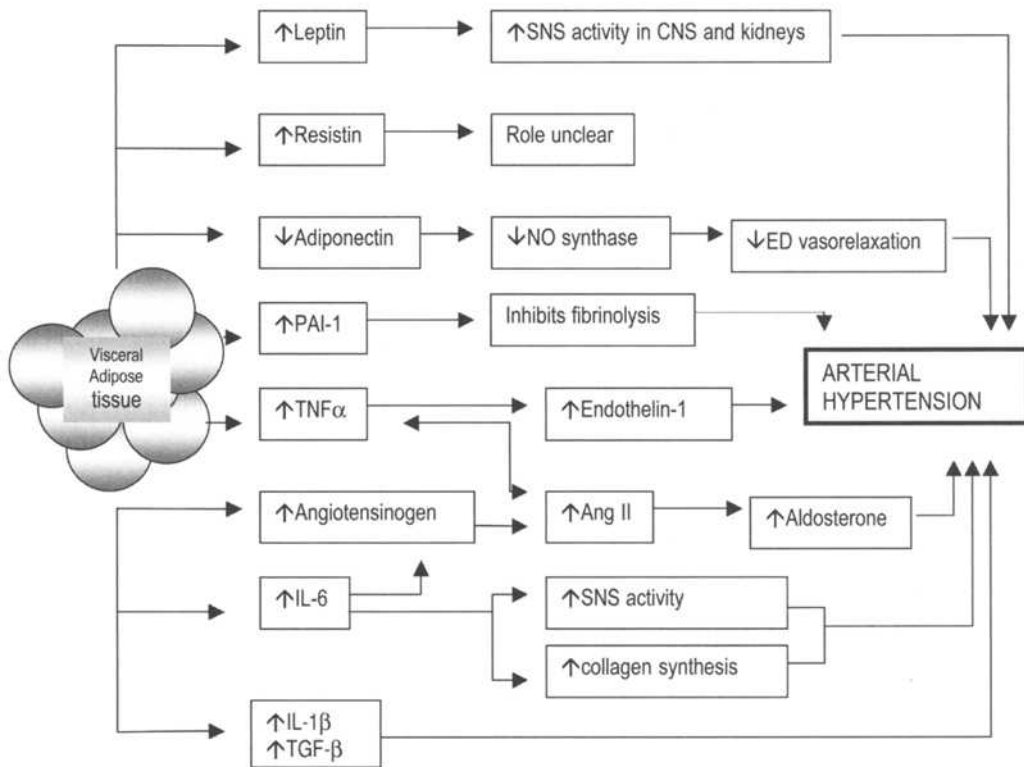 ↑Leptin
↑SNS activity in CNS and kidneys
↑Resistin
Role unclear
↓Adiponectin
↓NO synthase
↓ED vasorelaxation
↑PAI-1
Inhibits fibrinolysis
Visceral
Adipose
tissue
ARTERIAL
HYPERTENSION
↑TNFα
↑Endothelin-1
↑Angiotensinogen
↑Ang II
↑Aldosterone
↑IL-6
↑SNS activity
↑collagen synthesis
↑IL-1β
↑TGF-β